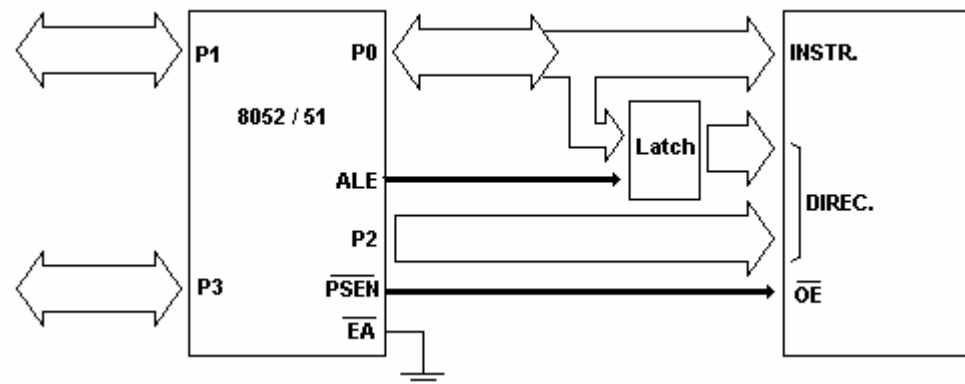 P1
P0
INSTR.
8052 / 51
Latch
ALE
DIREC.
P2
P3
PSEN
OE
EA